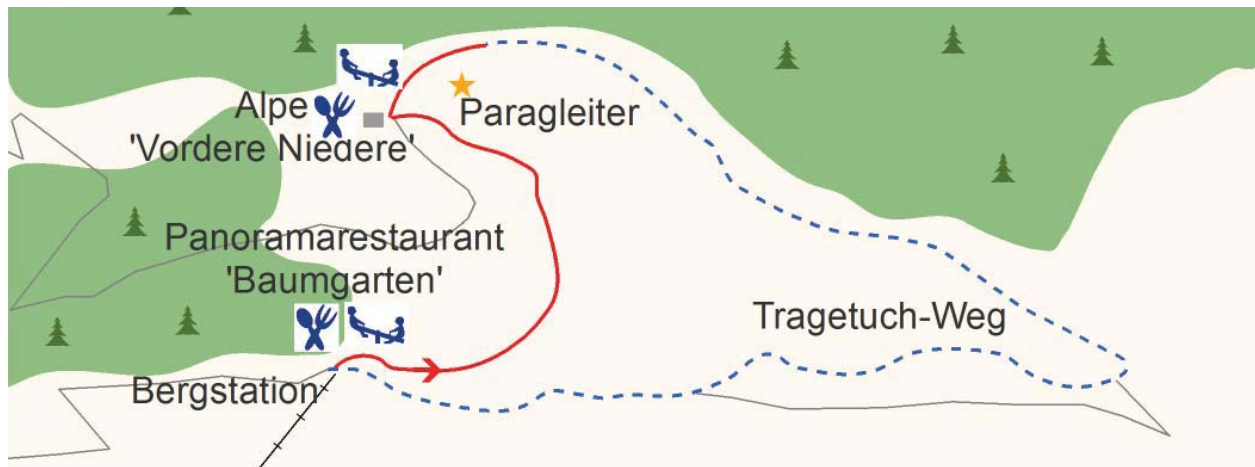 Alpe
'Vordere Niedere'
Paragleiter
Panoramarestaurant
'Baumgarten'
Tragetuch-Weg
Bergstation